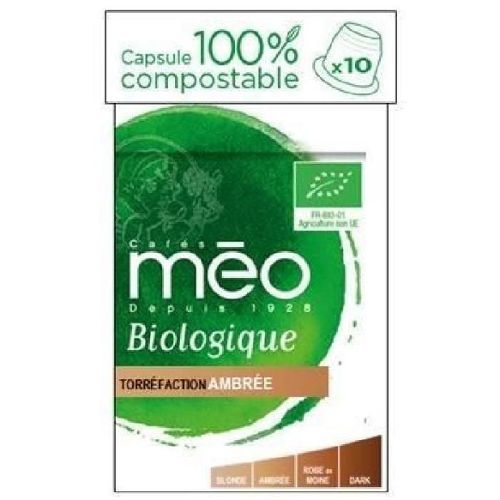 Capsule 100%
compostable
x10
FR-BIO-01
Agriculture non UE
Cafés
mēo
Depuis 1928
Biologique
TORRÉFACTION AMBRÉE
BLONDE
AMBRÉE
ROBE de
MOINE
DARK